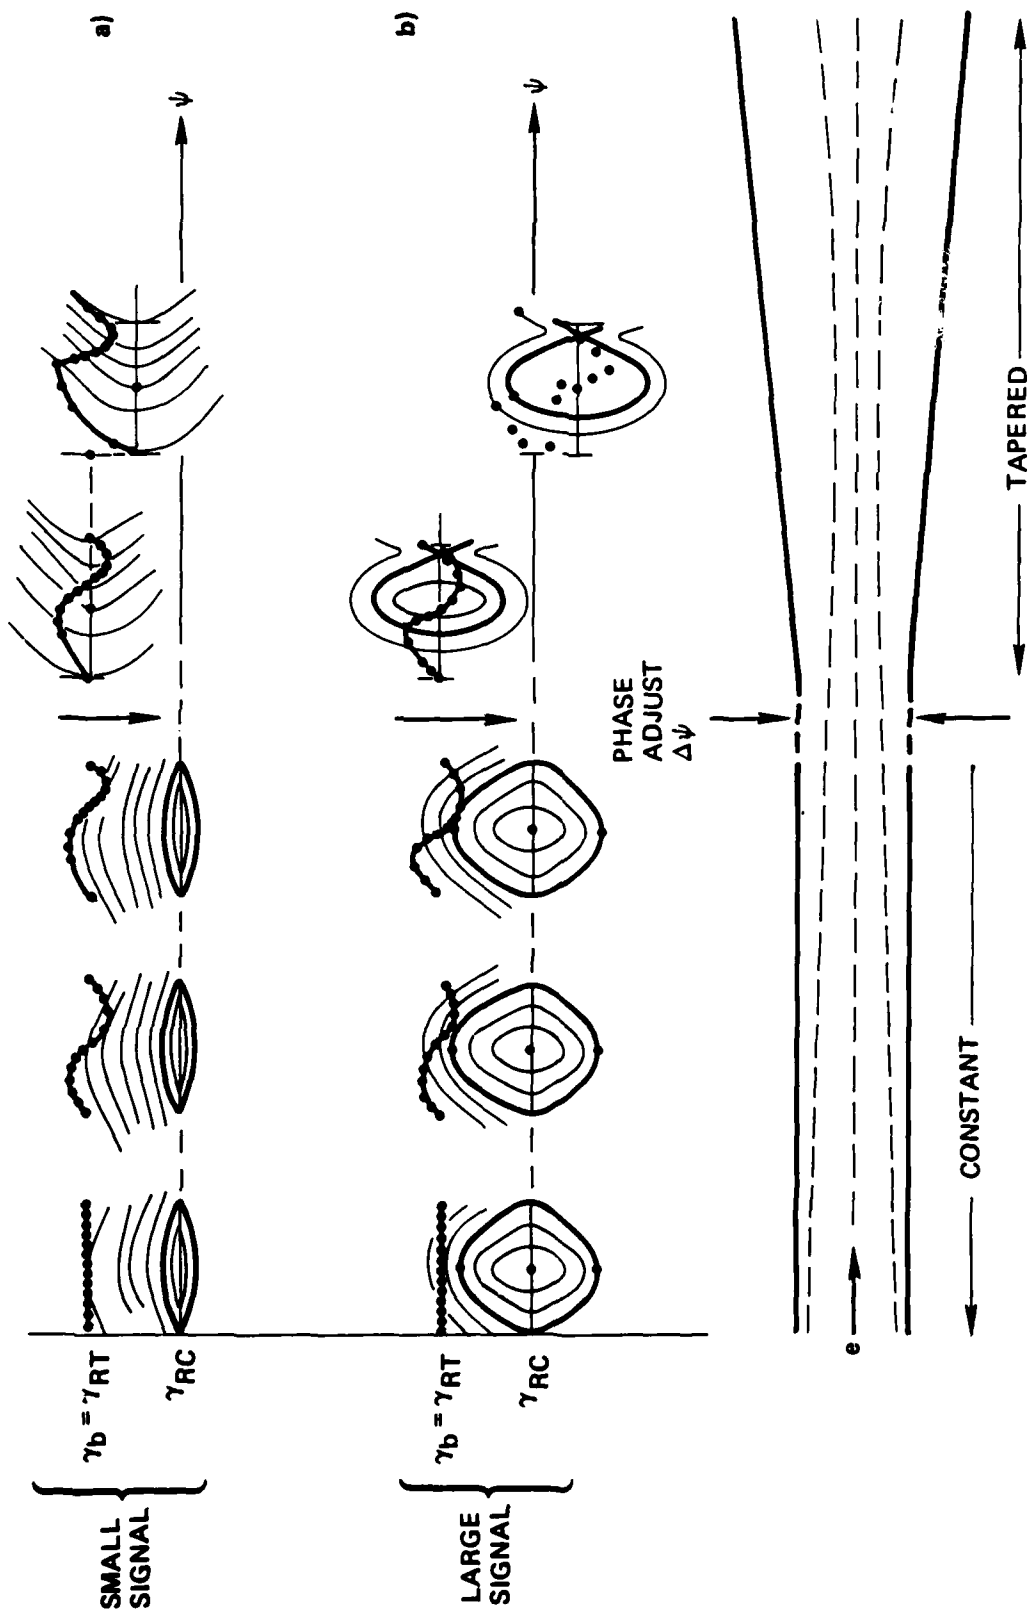 a)
SMALL
SIGNAL
γb = γRT
γRC
ψ
b)
LARGE
SIGNAL
γb = γRT
γRC
ψ
PHASE
ADJUST
Δψ
e
CONSTANT
TAPERED